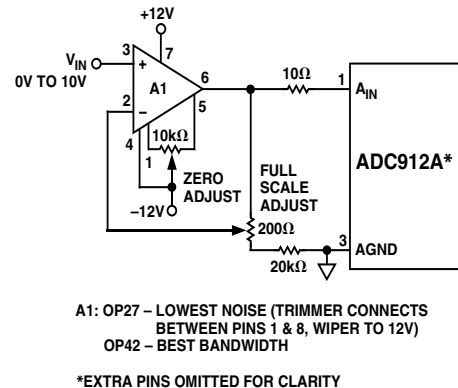 +12V
V_IN
0V TO 10V
3
+
7
A1
6
2
–
5
4
1
10kΩ
ZERO
ADJUST
–12V
10Ω
1
A_IN
ADC912A*
FULL
SCALE
ADJUST
200Ω
20kΩ
3
AGND
A1: OP27 – LOWEST NOISE (TRIMMER CONNECTS
BETWEEN PINS 1 & 8, WIPER TO 12V)
OP42 – BEST BANDWIDTH
*EXTRA PINS OMITTED FOR CLARITY